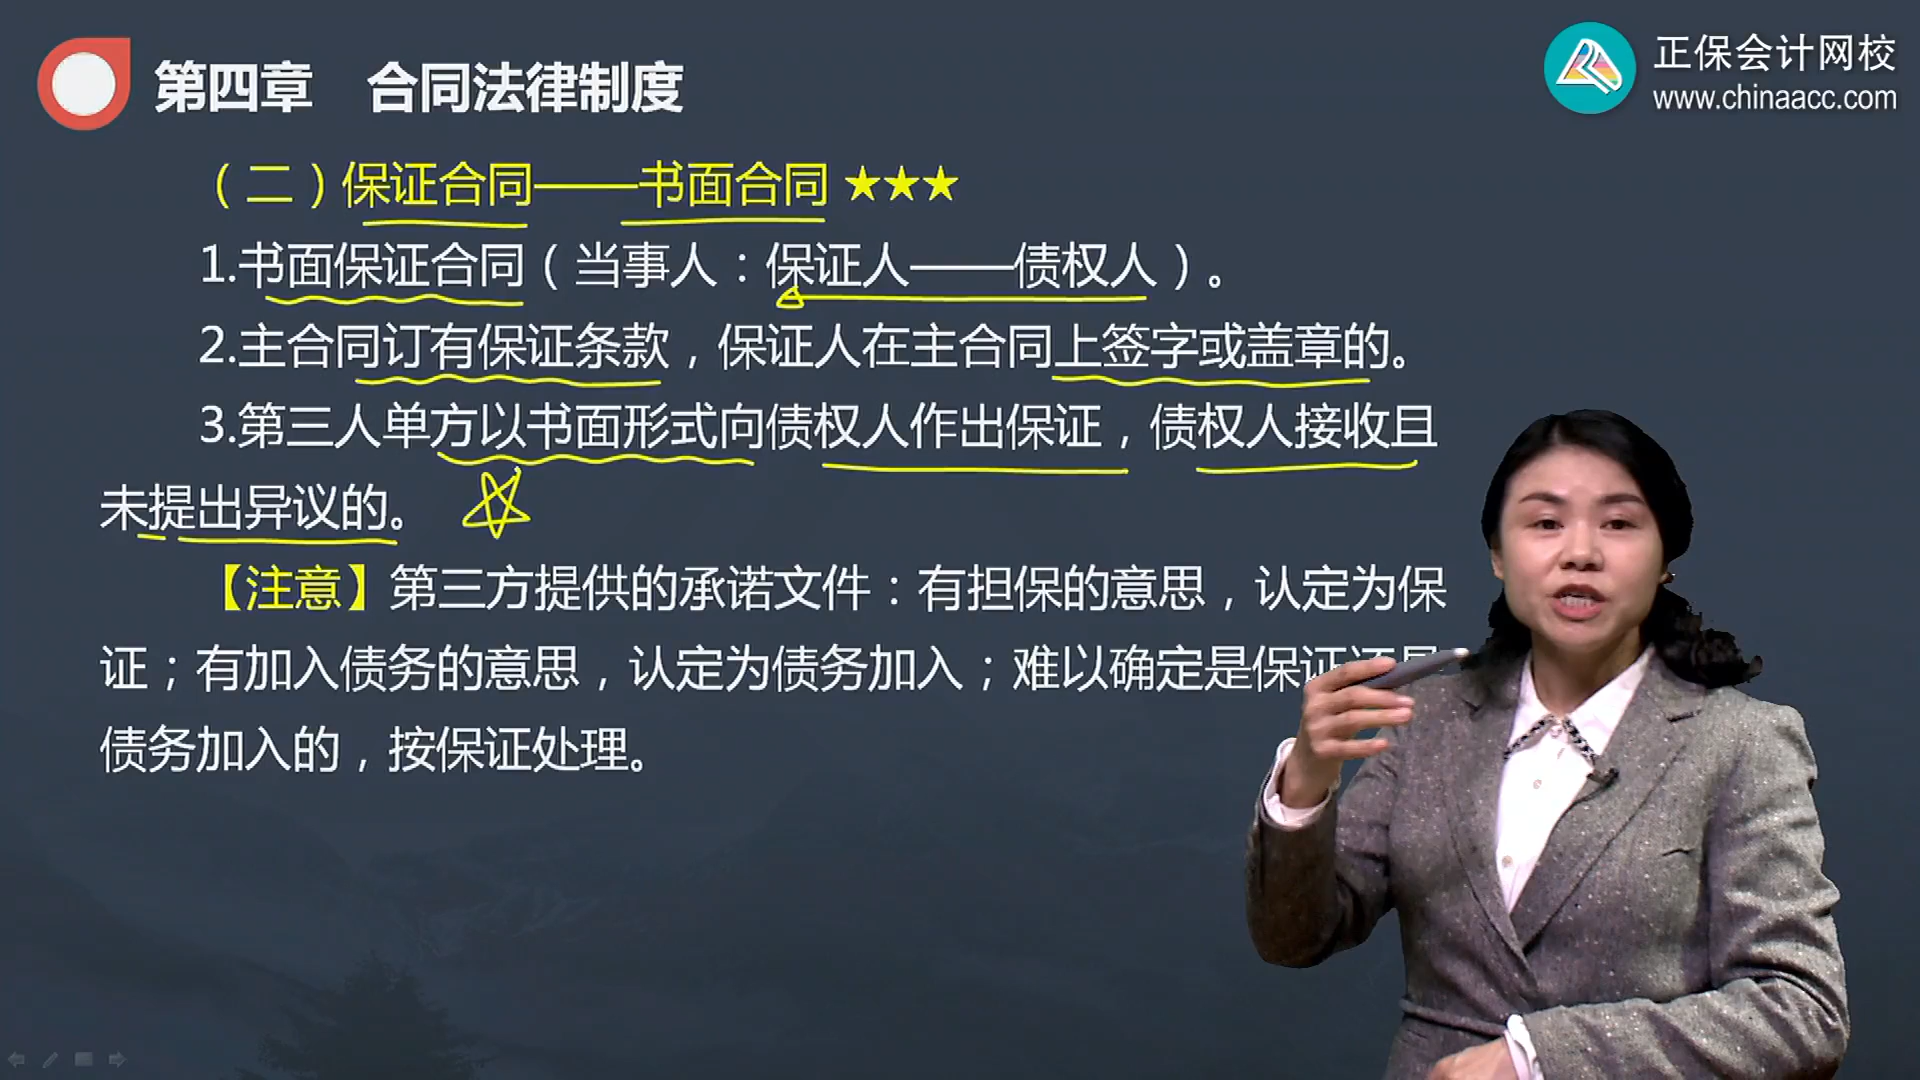 第四章 合同法律制度
正保会计网校
www.chinaacc.com
（二）保证合同——书面合同★★★
1.书面保证合同（当事人：保证人——债权人）。
2.主合同订有保证条款，保证人在主合同上签字或盖章的。
3.第三人单方以书面形式向债权人作出保证，债权人接收且
未提出异议的。
【注意】第三方提供的承诺文件：有担保的意思，认定为保
证；有加入债务的意思，认定为债务加入；难以确定是保证
债务加入的，按保证处理。